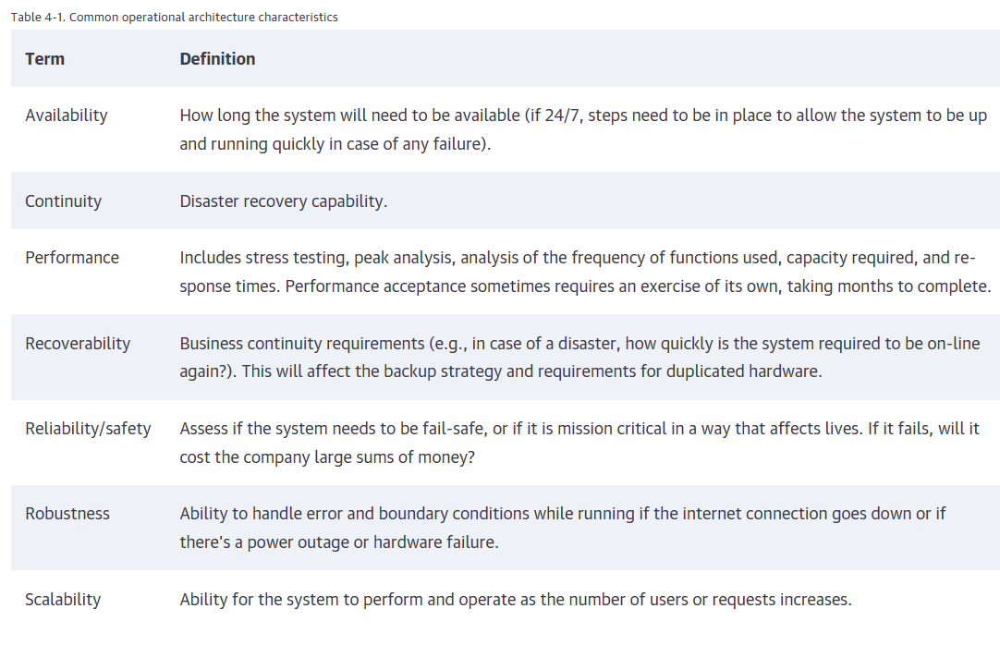 Table 4-1. Common operational architecture characteristics
Term Definition
Availability How long the system will need to be available (if 24/7, steps need to be in place to allow the system to be up
and running quickly in case of any failure).
Continuity Disaster recovery capability.
Performance Includes stress testing, peak analysis, analysis of the frequency of functions used, capacity required, and re-
sponse times. Performance acceptance sometimes requires an exercise of its own, taking months to complete.
Recoverability Business continuity requirements (e.g., in case of a disaster, how quickly is the system required to be on-line
again?). This will affect the backup strategy and requirements for duplicated hardware.
Reliability/safety Assess if the system needs to be fail-safe, or if it is mission critical in a way that affects lives. If it fails, will it
cost the company large sums of money?
Robustness Ability to handle error and boundary conditions while running if the internet connection goes down or if
there’s a power outage or hardware failure.
Scalability Ability for the system to perform and operate as the number of users or requests increases.